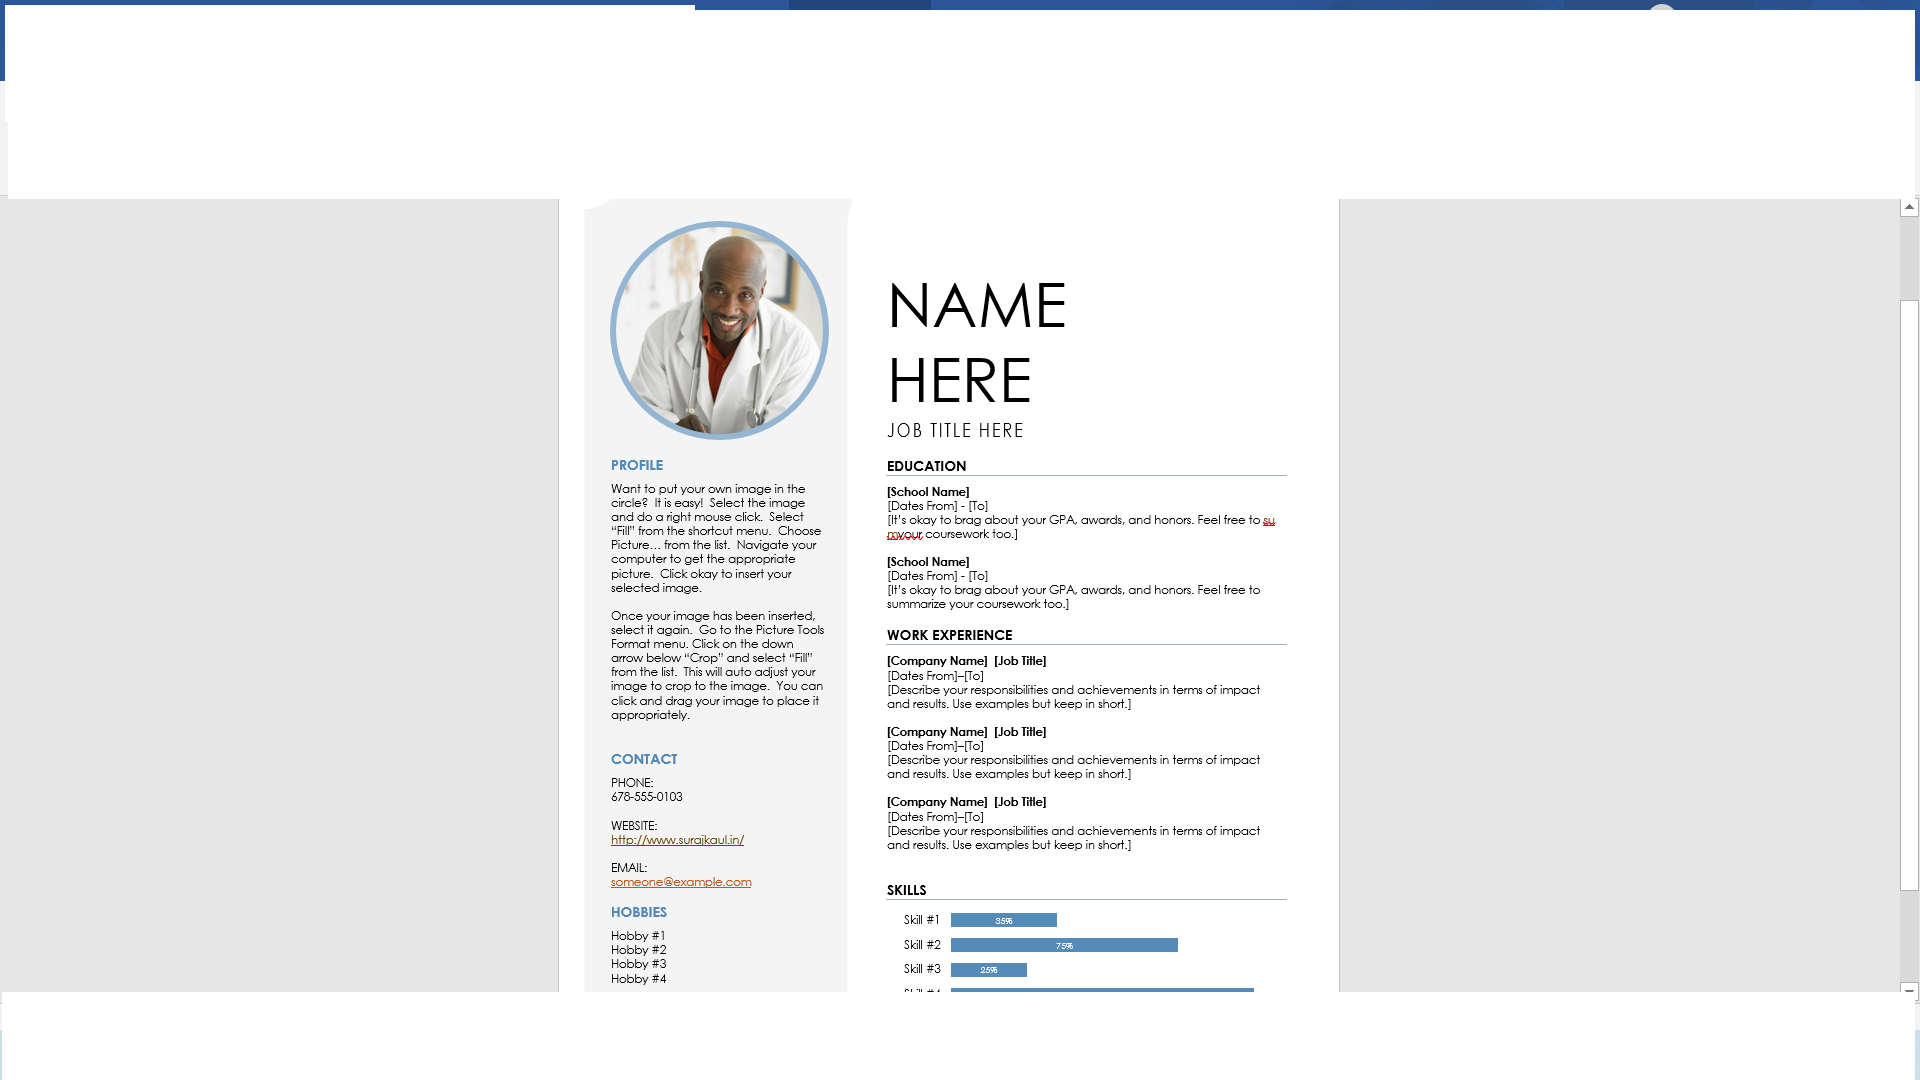 PROFILE
Want to put your own image in the
circle? It is easy! Select the image
and do a right mouse click. Select
“Fill” from the shortcut menu. Choose
Picture… from the list. Navigate your
computer to get the appropriate
picture. Click okay to insert your
selected image.
Once your image has been inserted,
select it again. Go to the Picture Tools
Format menu. Click on the down
arrow below “Crop” and select “Fill”
from the list. This will auto adjust your
image to crop to the image. You can
click and drag your image to place it
appropriately.
CONTACT
PHONE:
678-555-0103
WEBSITE:
http://www.surajkaul.in/
EMAIL:
someone@example.com
HOBBIES
Hobby #1
Hobby #2
Hobby #3
Hobby #4
NAME
HERE
JOB TITLE HERE
EDUCATION
[School Name]
[Dates From] - [To]
[It’s okay to brag about your GPA, awards, and honors. Feel free to su
myour coursework too.]
[School Name]
[Dates From] - [To]
[It’s okay to brag about your GPA, awards, and honors. Feel free to
summarize your coursework too.]
WORK EXPERIENCE
[Company Name] [Job Title]
[Dates From]–[To]
[Describe your responsibilities and achievements in terms of impact
and results. Use examples but keep in short.]
[Company Name] [Job Title]
[Dates From]–[To]
[Describe your responsibilities and achievements in terms of impact
and results. Use examples but keep in short.]
[Company Name] [Job Title]
[Dates From]–[To]
[Describe your responsibilities and achievements in terms of impact
and results. Use examples but keep in short.]
SKILLS
Skill #1 35%
Skill #2 75%
Skill #3 25%